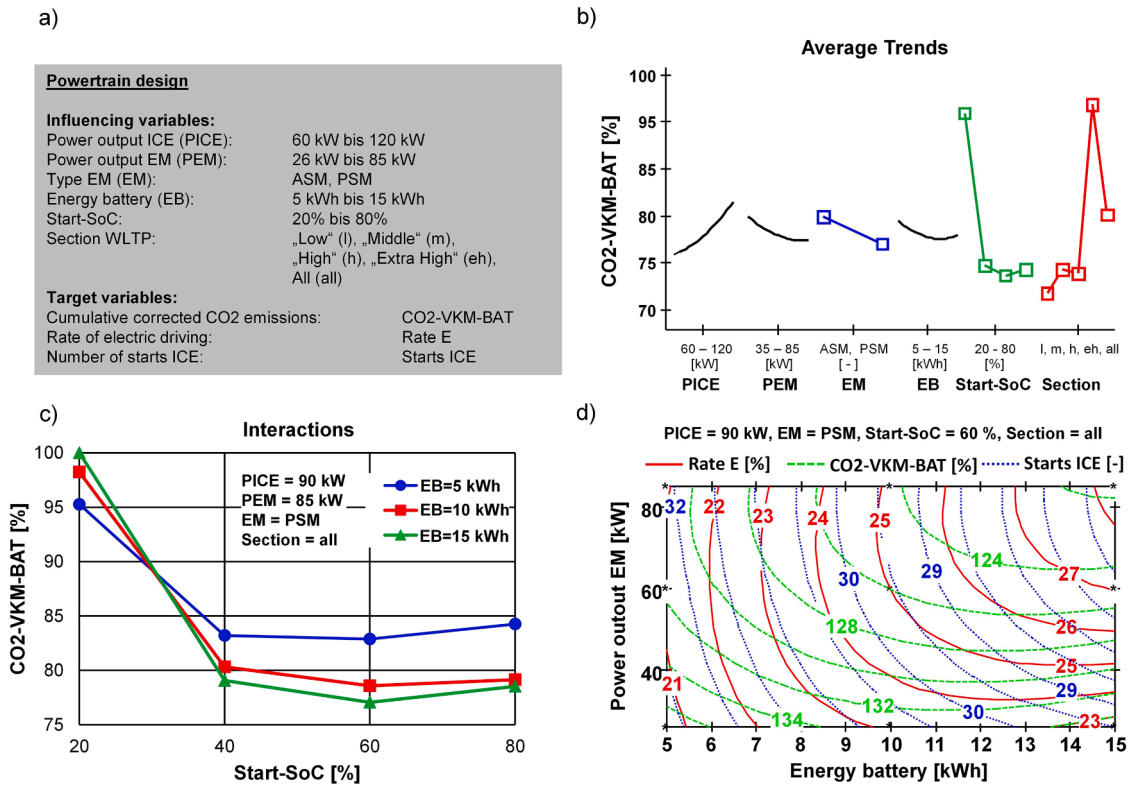 a)
Powertrain design
Influencing variables:
Power output ICE (PICE): 60 kW bis 120 kW
Power output EM (PEM): 26 kW bis 85 kW
Type EM (EM): ASM, PSM
Energy battery (EB): 5 kWh bis 15 kWh
Start-SoC: 20% bis 80%
Section WLTP: „Low“ (l), „Middle“ (m),
„High“ (h), „Extra High“ (eh),
All (all)
Target variables:
Cumulative corrected CO2 emissions: CO2-VKM-BAT
Rate of electric driving: Rate E
Number of starts ICE: Starts ICE
b)
Average Trends
CO2-VKM-BAT [%]
100
95
85
80
75
70
60 – 120 35 – 85 ASM, PSM 5 – 15 20 - 80 l, m, h, eh, all
[kW] [kW] [ - ] [kWh] [%]
PICE PEM EM EB Start-SoC Section
c)
Interactions
CO2-VKM-BAT [%]
100
95
90
85
80
75
PICE = 90 kW
PEM = 85 kW
EM = PSM
Section = all
EB=5 kWh
EB=10 kWh
EB=15 kWh
20 40 60 80
Start-SoC [%]
d)
PICE = 90 kW, EM = PSM, Start-SoC = 60 %, Section = all
Rate E [%] CO2-VKM-BAT [%] Starts ICE [-]
Power outout EM [kW]
80
60
40
32 22 23 24 25
124
30 29 27
128 26
25
21 132 30 29
134 23
5 6 7 8 9 10 11 12 13 14 15
Energy battery [kWh]